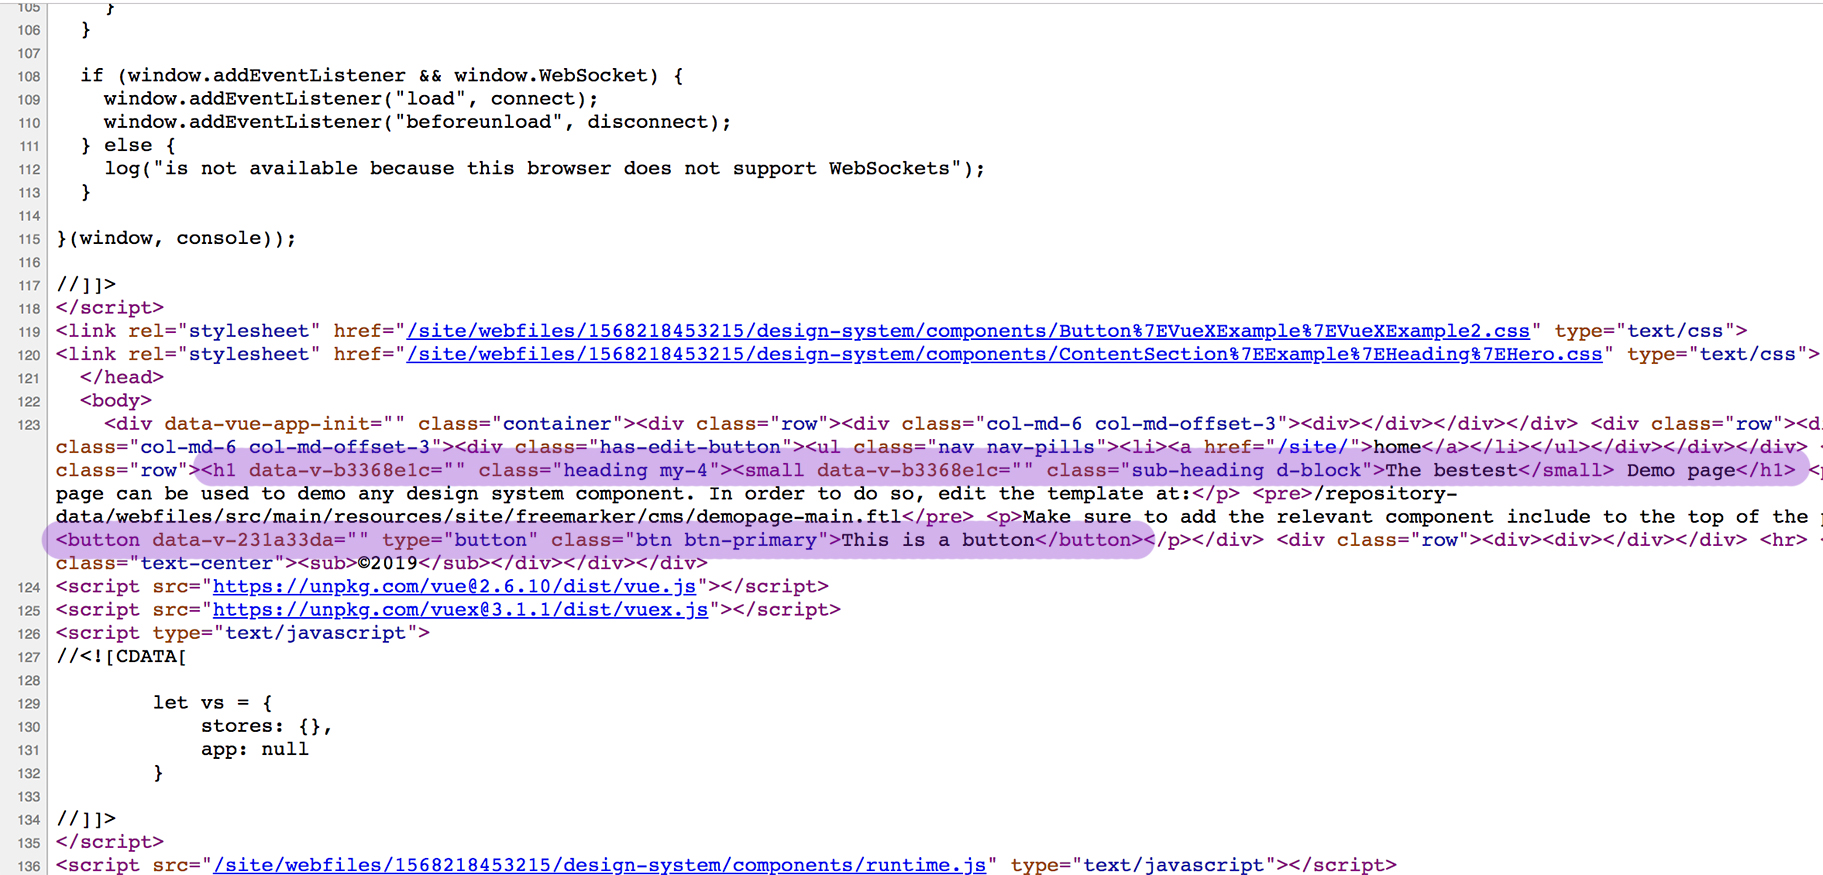 105     }
106   }
107
108   if (window.addEventListener && window.WebSocket) {
109     window.addEventListener("load", connect);
110     window.addEventListener("beforeunload", disconnect);
111   } else {
112     log("is not available because this browser does not support WebSockets");
113   }
114
115 }(window, console));
116
117 //]]>
118 </script>
119 <link rel="stylesheet" href="/site/webfiles/1568218453215/design-system/components/Button%7EVueXExample%7EVueXExample2.css" type="text/css">
120 <link rel="stylesheet" href="/site/webfiles/1568218453215/design-system/components/ContentSection%7EExample%7EHeading%7EHero.css" type="text/css">
121   </head>
122   <body>
123     <div data-vue-app-init="" class="container"><div class="row"><div class="col-md-6 col-md-offset-3"><div></div></div></div> <div class="row"><d
class="col-md-6 col-md-offset-3"><div class="has-edit-button"><ul class="nav nav-pills"><li><a href="/site/">home</a></li></ul></div></div></div> <
class="row"><h1 data-v-b3368e1c="" class="heading my-4"><small data-v-b3368e1c="" class="sub-heading d-block">The bestest</small> Demo page</h1> <p
page can be used to demo any design system component. In order to do so, edit the template at:</p> <pre>/repository-
data/webfiles/src/main/resources/site/freemarker/cms/demopage-main.ftl</pre> <p>Make sure to add the relevant component include to the top of the p
<button data-v-231a33da="" type="button" class="btn btn-primary">This is a button</button></p></div> <div class="row"><div><div></div></div> <hr> <
class="text-center"><sub>©2019</sub></div></div></div>
124 <script src="https://unpkg.com/vue@2.6.10/dist/vue.js"></script>
125 <script src="https://unpkg.com/vuex@3.1.1/dist/vuex.js"></script>
126 <script type="text/javascript">
127 //<![CDATA[
128
129         let vs = {
130             stores: {},
131             app: null
132         }
133
134 //]]>
135 </script>
136 <script src="/site/webfiles/1568218453215/design-system/components/runtime.js" type="text/javascript"></script>